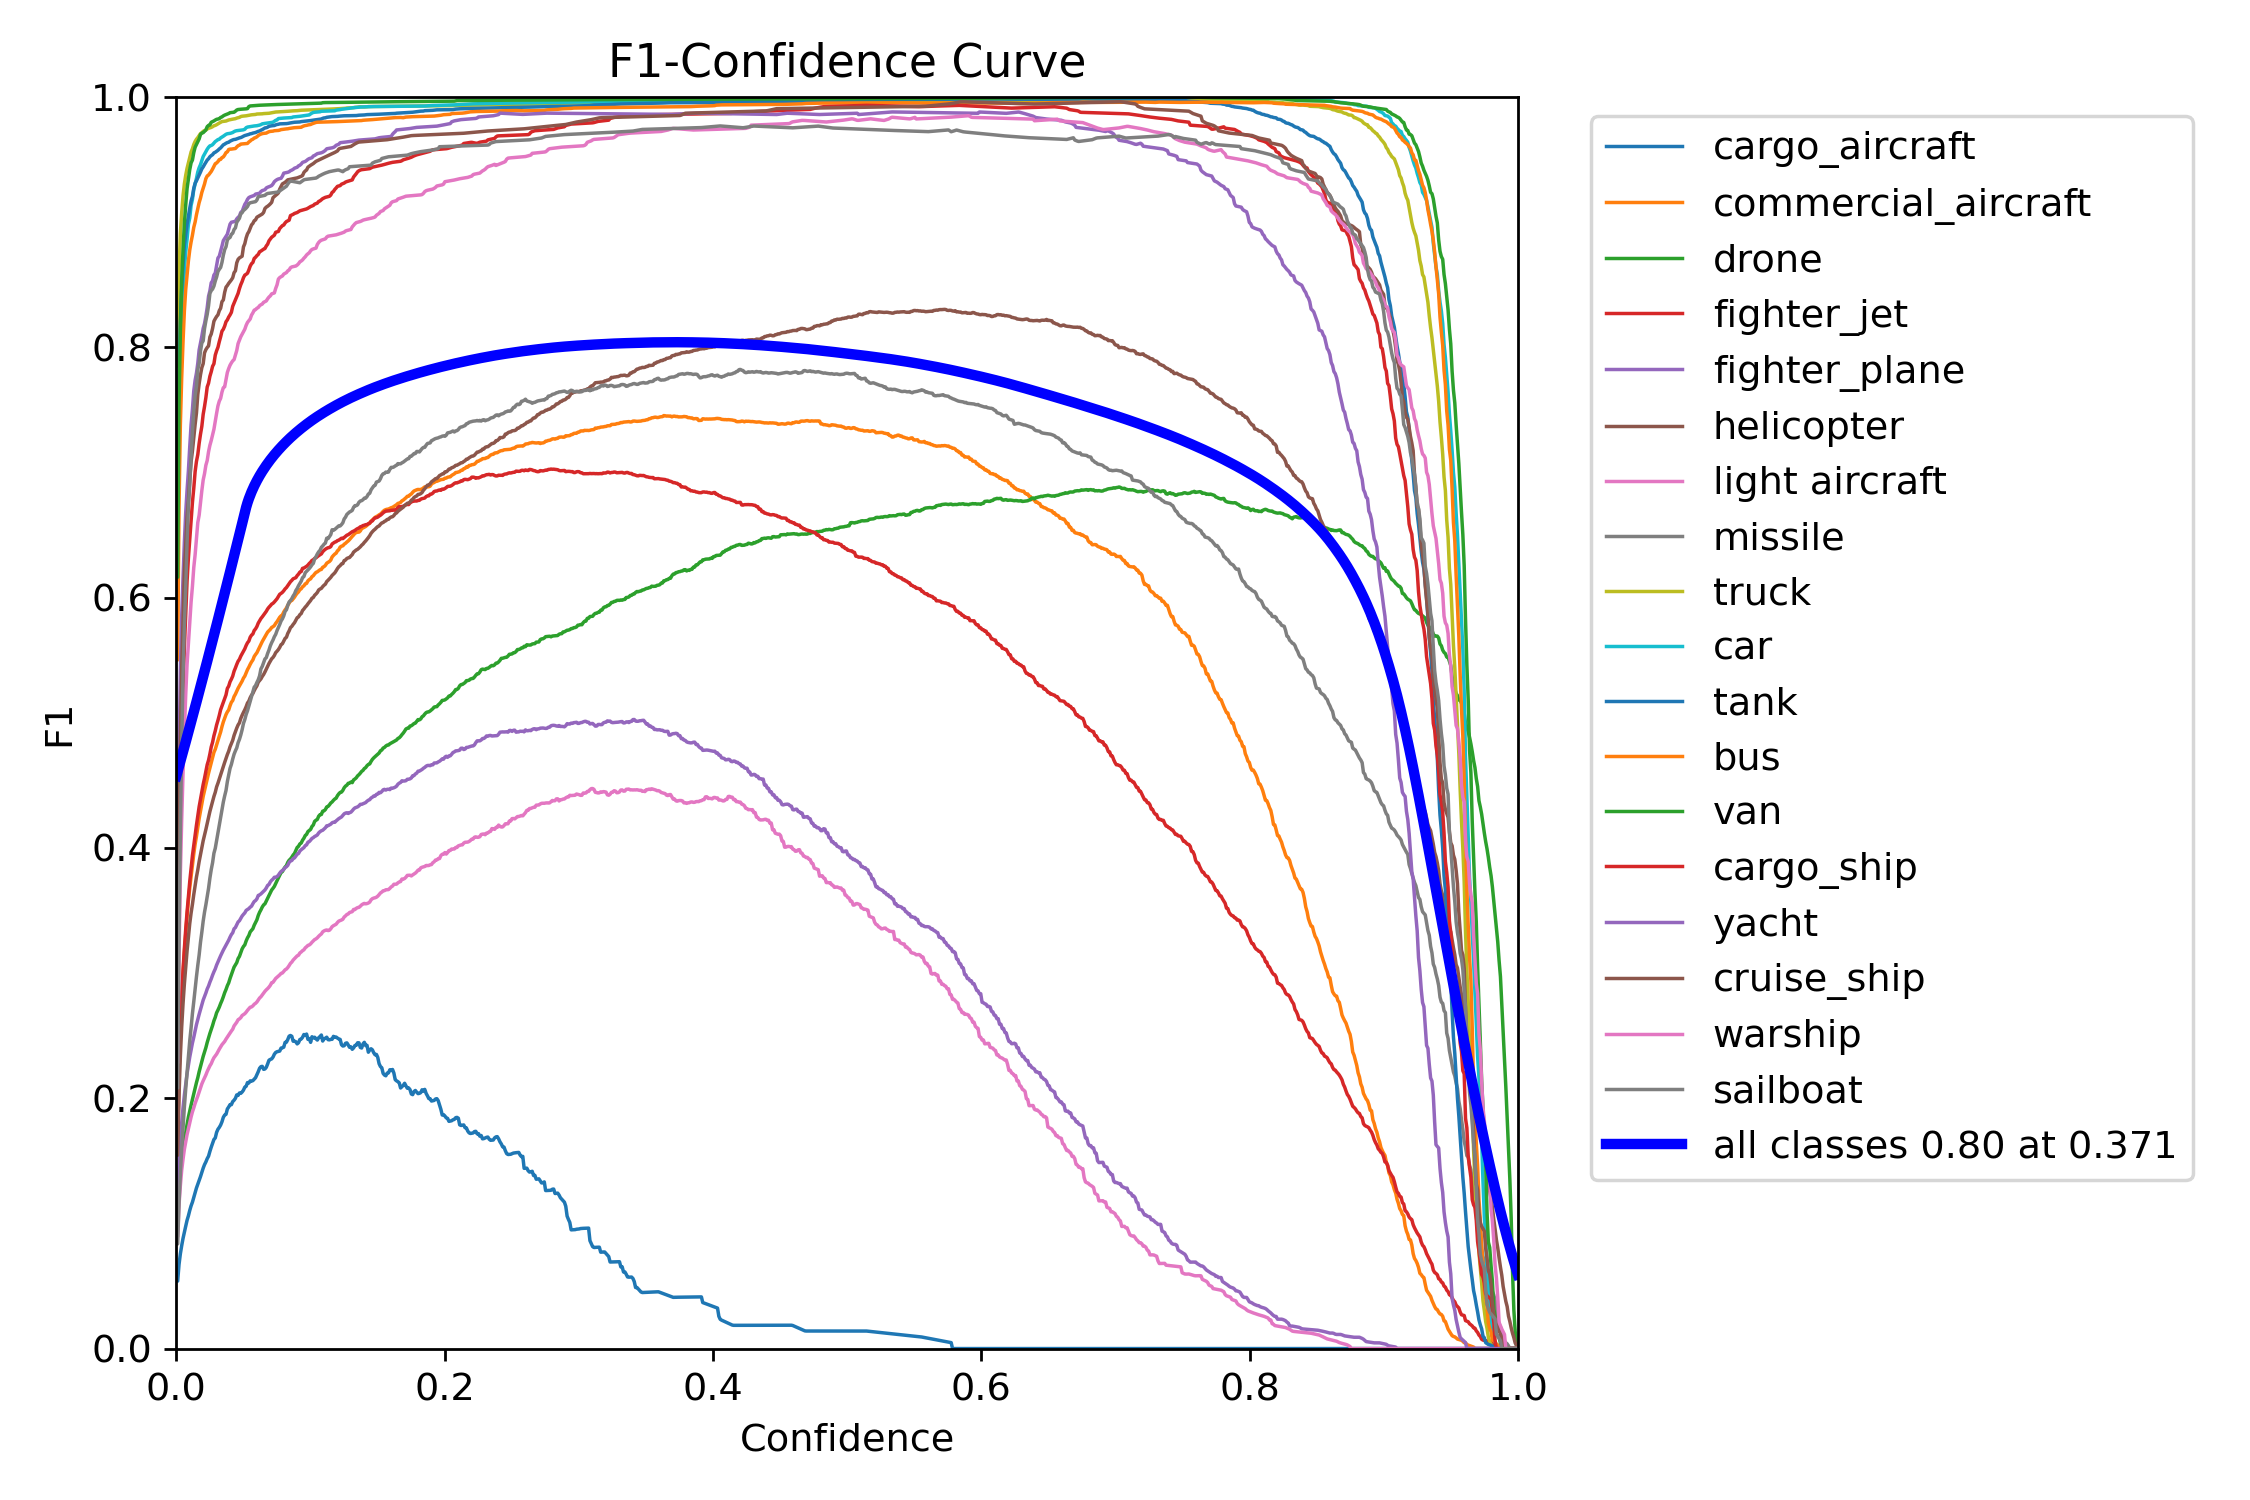 F1-Confidence Curve
1.0
0.8
0.6
0.4
0.2
0.0
F1
0.0 0.2 0.4 0.6 0.8 1.0
Confidence
cargo_aircraft
commercial_aircraft
drone
fighter_jet
fighter_plane
helicopter
light aircraft
missile
truck
car
tank
bus
van
cargo_ship
yacht
cruise_ship
warship
sailboat
all classes 0.80 at 0.371